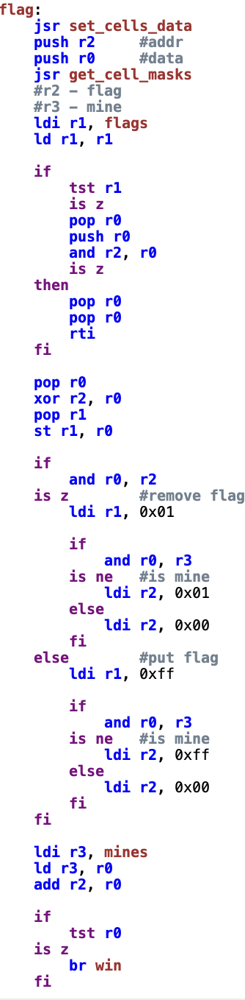 flag:
    jsr set_cells_data
    push r2     #addr
    push r0     #data
    jsr get_cell_masks
    #r2 - flag
    #r3 - mine
    ldi r1, flags
    ld r1, r1

    if
        tst r1
        is z
        pop r0
        push r0
        and r2, r0
        is z
    then
        pop r0
        pop r0
        rti
    fi

    pop r0
    xor r2, r0
    pop r1
    st r1, r0

    if
        and r0, r2
    is z        #remove flag
        ldi r1, 0x01

        if
            and r0, r3
        is ne   #is mine
            ldi r2, 0x01
        else
            ldi r2, 0x00
        fi
    else        #put flag
        ldi r1, 0xff

        if
            and r0, r3
        is ne   #is mine
            ldi r2, 0xff
        else
            ldi r2, 0x00
        fi
    fi

    ldi r3, mines
    ld r3, r0
    add r2, r0

    if
        tst r0
    is z
        br win
    fi